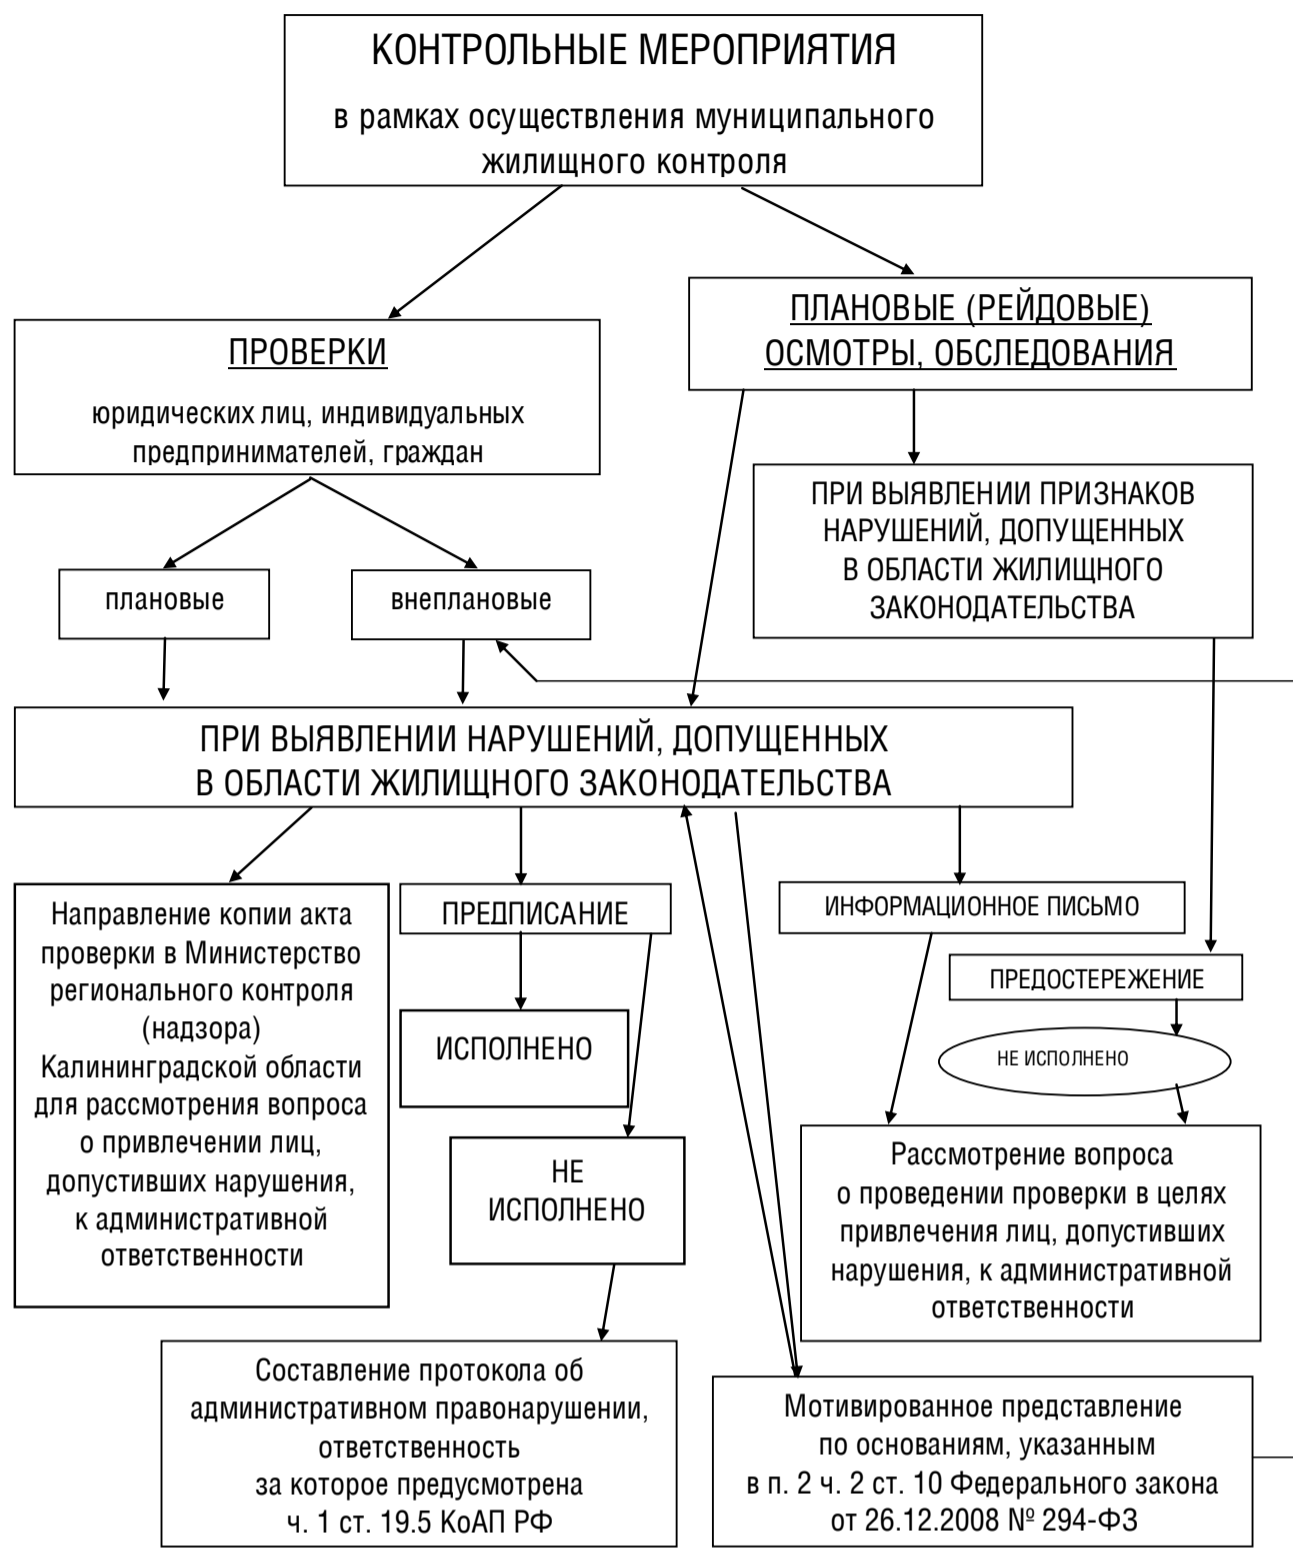 КОНТРОЛЬНЫЕ МЕРОПРИЯТИЯ
в рамках осуществления муниципального
жилищного контроля
ПЛАНОВЫЕ (РЕЙДОВЫЕ)
ОСМОТРЫ, ОБСЛЕДОВАНИЯ
ПРОВЕРКИ
юридических лиц, индивидуальных
предпринимателей, граждан
ПРИ ВЫЯВЛЕНИИ ПРИЗНАКОВ
НАРУШЕНИЙ, ДОПУЩЕННЫХ
В ОБЛАСТИ ЖИЛИЩНОГО
ЗАКОНОДАТЕЛЬСТВА
плановые
внеплановые
ПРИ ВЫЯВЛЕНИИ НАРУШЕНИЙ, ДОПУЩЕННЫХ
В ОБЛАСТИ ЖИЛИЩНОГО ЗАКОНОДАТЕЛЬСТВА
Направление копии акта
проверки в Министерство
регионального контроля
(надзора)
Калининградской области
для рассмотрения вопроса
о привлечении лиц,
допустивших нарушения,
к административной
ответственности
ПРЕДПИСАНИЕ
ИСПОЛНЕНО
НЕ
ИСПОЛНЕНО
Составление протокола об
административном правонарушении,
ответственность
за которое предусмотрена
ч. 1 ст. 19.5 КоАП РФ
ИНФОРМАЦИОННОЕ ПИСЬМО
ПРЕДОСТЕРЕЖЕНИЕ
НЕ ИСПОЛНЕНО
Рассмотрение вопроса
о проведении проверки в целях
привлечения лиц, допустивших
нарушения, к административной
ответственности
Мотивированное представление
по основаниям, указанным
в п. 2 ч. 2 ст. 10 Федерального закона
от 26.12.2008 № 294-ФЗ